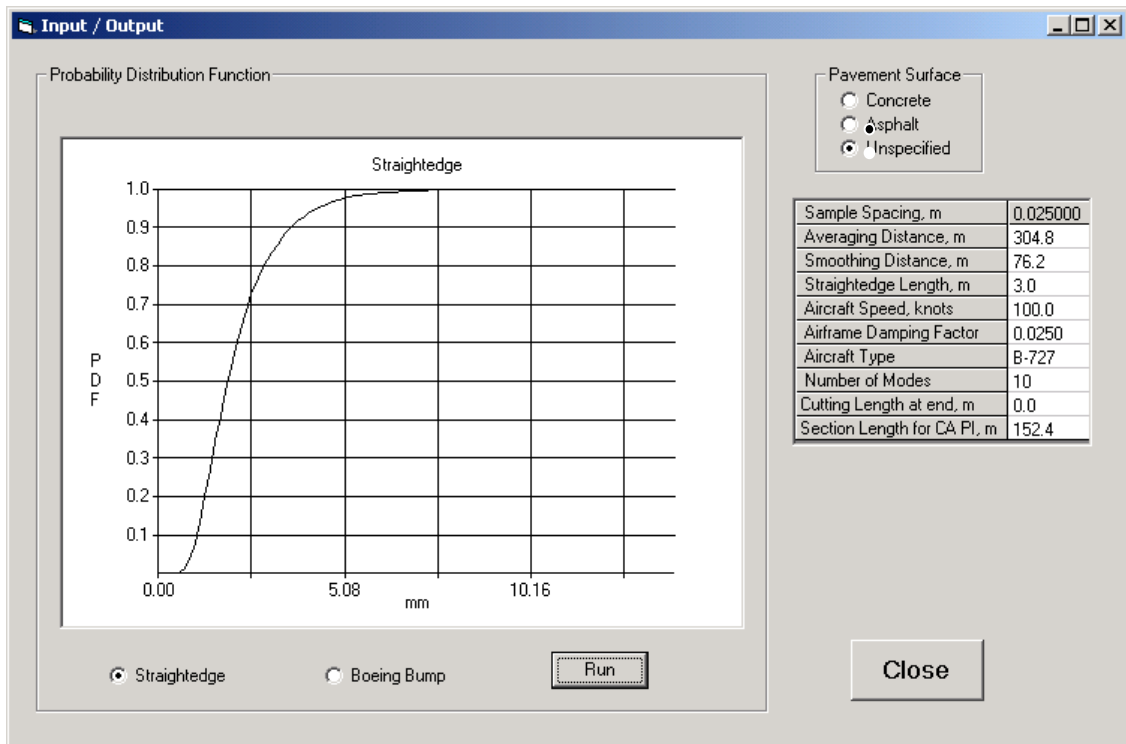 Input / Output
Probability Distribution Function
Straightedge
1.0
0.9
0.8
0.7
0.6
0.5
0.4
0.3
0.2
0.1
P
D
F
0.00 5.08 10.16
mm
Straightedge Boeing Bump Run
Pavement Surface
Concrete
Asphalt
Unspecified
Sample Spacing, m 0.025000
Averaging Distance, m 304.8
Smoothing Distance, m 76.2
Straightedge Length, m 3.0
Aircraft Speed, knots 100.0
Airframe Damping Factor 0.0250
Aircraft Type B-727
Number of Modes 10
Cutting Length at end, m 0.0
Section Length for CA PI, m 152.4
Close